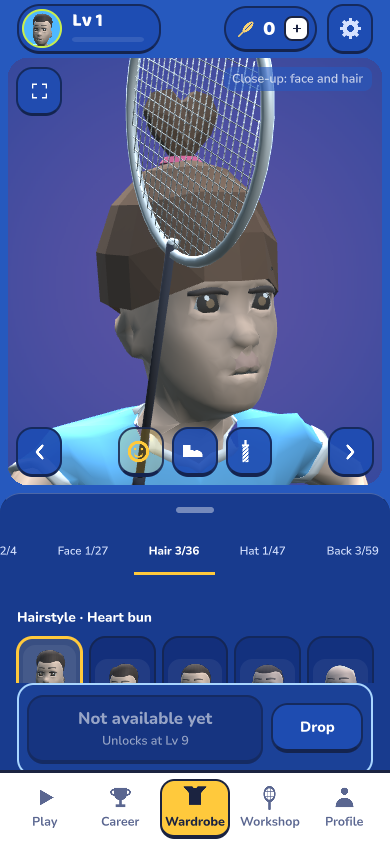 Lv 1
0
+
Close-up: face and hair
2/4
Face 1/27
Hair 3/36
Hat 1/47
Back 3/59
Hairstyle · Heart bun
Not available yet
Unlocks at Lv 9
Drop
Play
Career
Wardrobe
Workshop
Profile